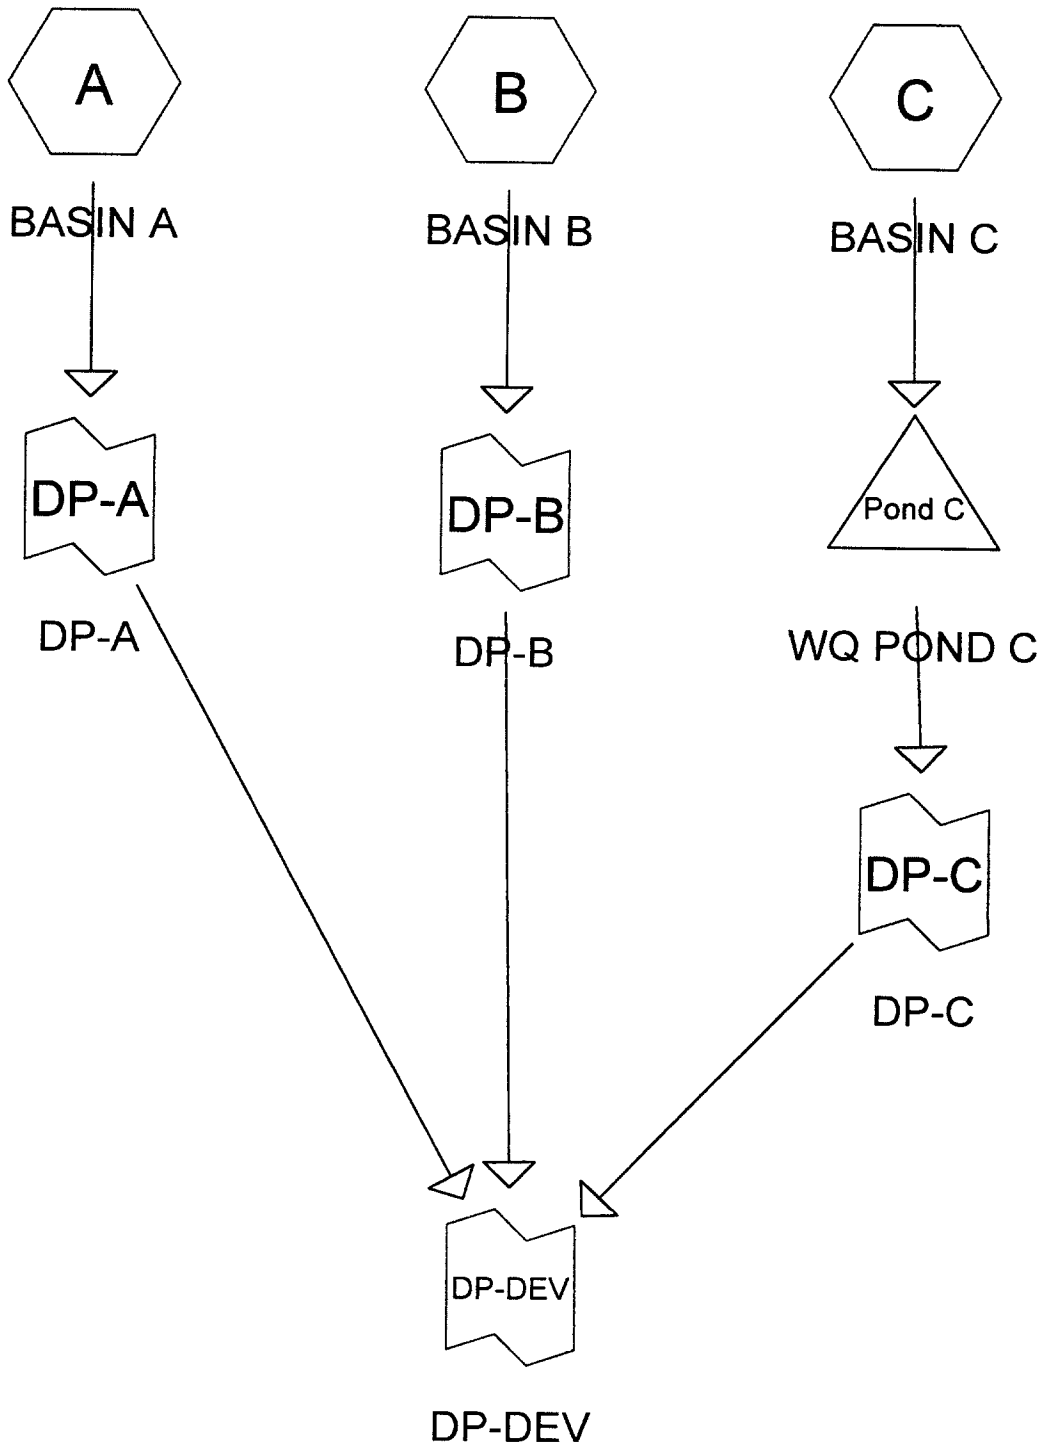 A
B
C
BASIN A
BASIN B
BASIN C
DP-A
DP-B
Pond C
DP-A
DP-B
WQ POND C
DP-C
DP-C
DP-DEV
DP-DEV